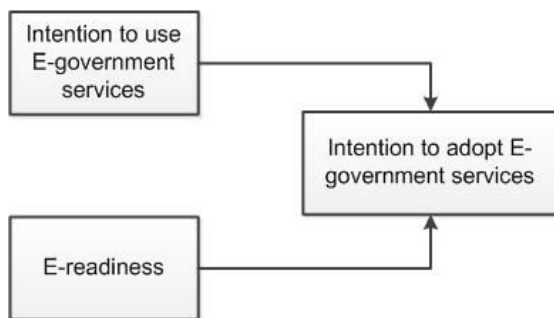 Intention to use
E-government
services
Intention to adopt E-
government services
E-readiness